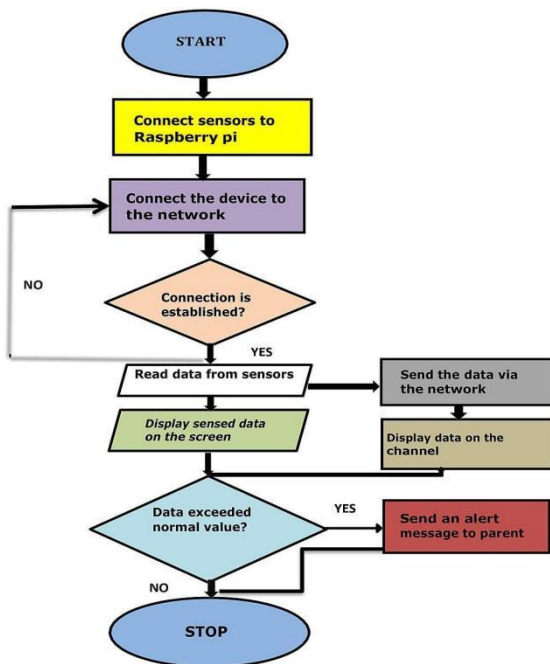 START
Connect sensors to
Raspberry pi
Connect the device to
the network
NO
Connection is
established?
YES
Read data from sensors
Send the data via
the network
Display sensed data
on the screen
Display data on the
channel
Data exceeded
normal value?
YES
Send an alert
message to parent
NO
STOP